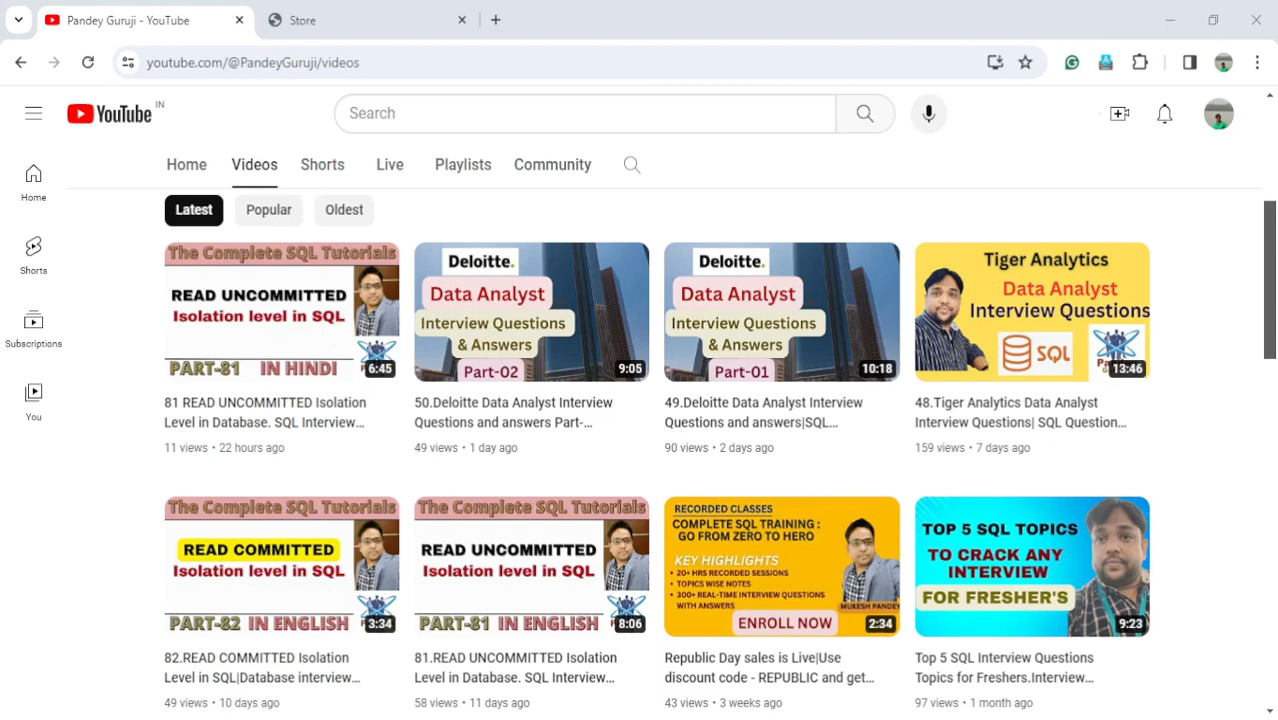 Pandey Guruji - YouTube
Store
youtube.com/@PandeyGuruji/videos
YouTube IN
Search
Home
Videos
Shorts
Live
Playlists
Community
Home
Shorts
Subscriptions
You
Latest
Popular
Oldest
The Complete SQL Tutorials
READ UNCOMMITTED
Isolation level in SQL
PART-81 IN HINDI
6:45
81 READ UNCOMMITTED Isolation
Level in Database. SQL Interview...
11 views • 22 hours ago
Deloitte.
Data Analyst
Interview Questions
& Answers
Part-02
9:05
50.Deloitte Data Analyst Interview
Questions and answers Part-...
49 views • 1 day ago
Deloitte.
Data Analyst
Interview Questions
& Answers
Part-01
10:18
49.Deloitte Data Analyst Interview
Questions and answers|SQL...
90 views • 2 days ago
Tiger Analytics
Data Analyst
Interview Questions
SQL
13:46
48.Tiger Analytics Data Analyst
Interview Questions| SQL Question...
159 views • 7 days ago
The Complete SQL Tutorials
READ COMMITTED
Isolation level in SQL
PART-82 IN ENGLISH
3:34
82.READ COMMITTED Isolation
Level in SQL|Database interview...
49 views • 10 days ago
The Complete SQL Tutorials
READ UNCOMMITTED
Isolation level in SQL
PART-81 IN ENGLISH
8:06
81.READ UNCOMMITTED Isolation
Level in Database. SQL Interview...
58 views • 11 days ago
RECORDED CLASSES
COMPLETE SQL TRAINING :
GO FROM ZERO TO HERO
KEY HIGHLIGHTS
• 20+ HRS RECORDED SESSIONS
• TOPICS WISE NOTES
• 300+ REAL-TIME INTERVIEW QUESTIONS
WITH ANSWERS
MUKESH PANDEY
ENROLL NOW
2:34
Republic Day sales is Live|Use
discount code - REPUBLIC and get...
43 views • 3 weeks ago
TOP 5 SQL TOPICS
TO CRACK ANY
INTERVIEW
FOR FRESHER'S
9:23
Top 5 SQL Interview Questions
Topics for Freshers.Interview...
97 views • 1 month ago